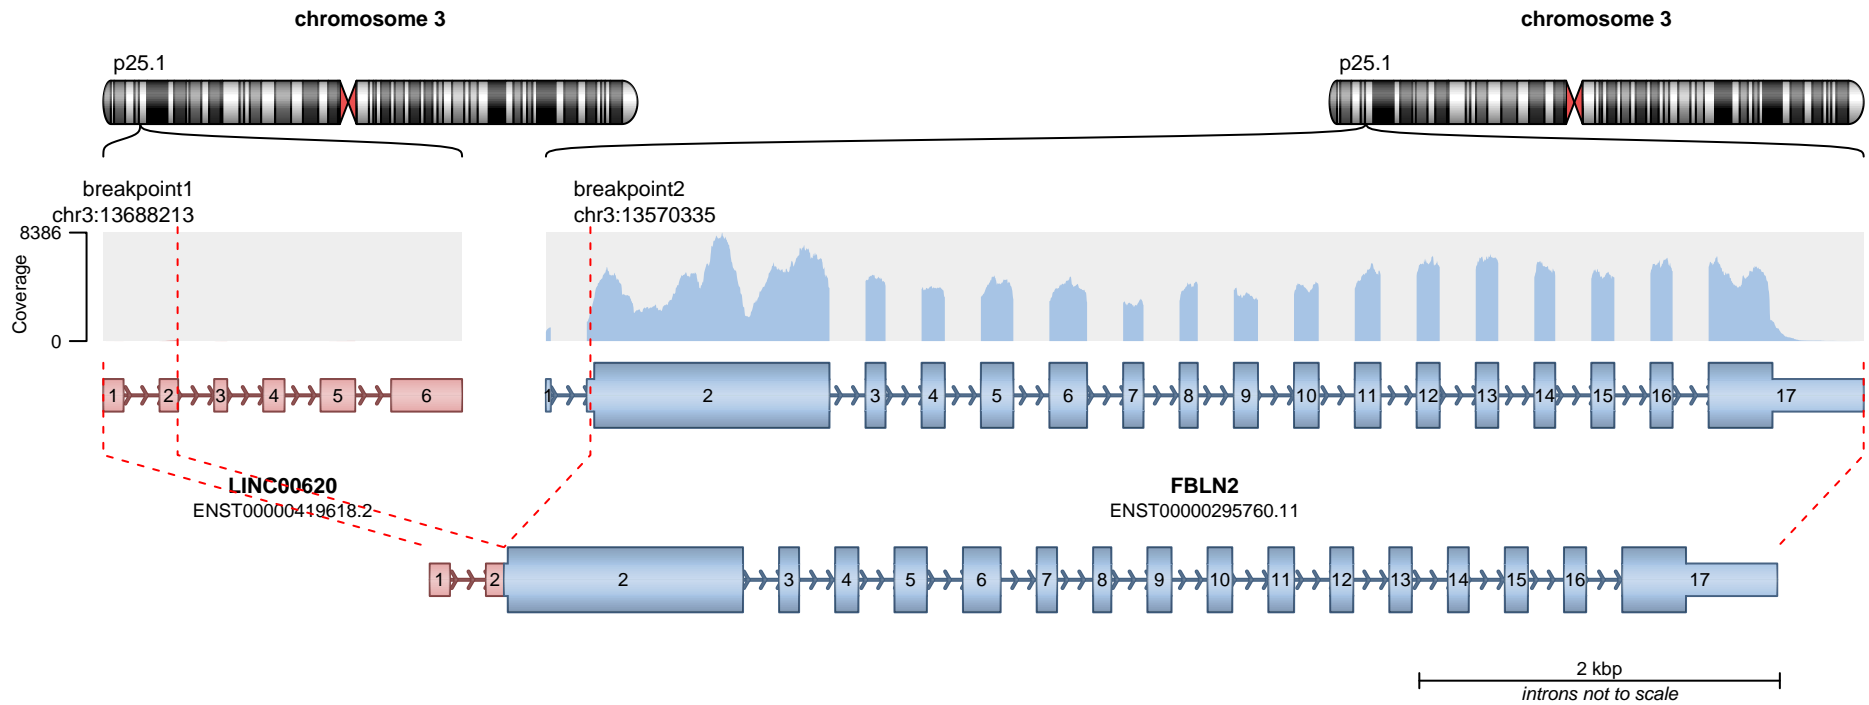 chromosome 3
chromosome 3
p25.1
p25.1
breakpoint1
chr3:13688213
breakpoint2
chr3:13570335
8386
Coverage
0
1 2 3 4 5 6
1 2 3 4 5 6 7 8 9 10 11 12 13 14 15 16 17
LINC00620
ENST00000419618.2
FBLN2
ENST00000295760.11
1 2 2 3 4 5 6 7 8 9 10 11 12 13 14 15 16 17
2 kbp
introns not to scale